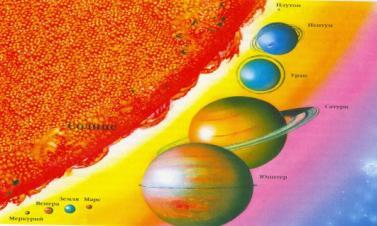 Плутон
Нептун
Уран
Сатурн
Солнце
Юпитер
Земля Марс
Венера
Меркурий